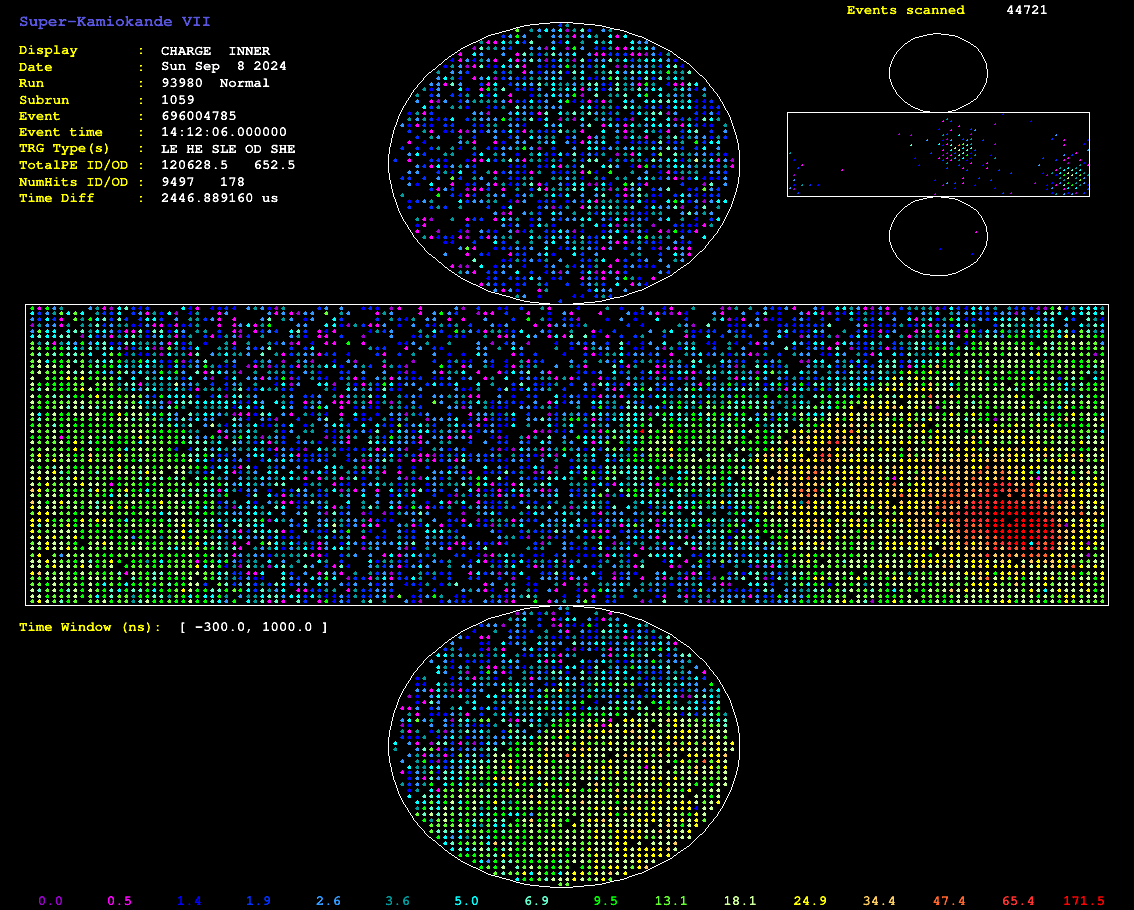 Super-Kamiokande VII
Events scanned 44721
Display : CHARGE INNER
Date : Sun Sep 8 2024
Run : 93980 Normal
Subrun : 1059
Event : 696004785
Event time : 14:12:06.000000
TRG Type(s) : LE HE SLE OD SHE
TotalPE ID/OD : 120628.5 652.5
NumHits ID/OD : 9497 178
Time Diff : 2446.889160 us
Time Window (ns): [ -300.0, 1000.0 ]
0.0 0.5 1.4 1.9 2.6 3.6 5.0 6.9 9.5 13.1 18.1 24.9 34.4 47.4 65.4 171.5